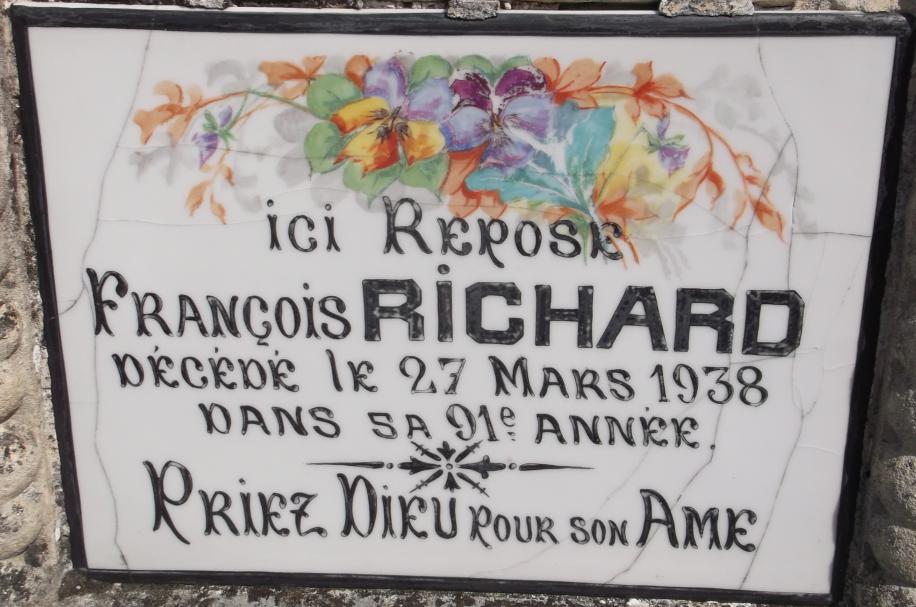 ici Repose
François RiCHARD
DÉCÉDÉ le 27 Mars 1938
DANS SA 91e ANNÉE.
Priez Dieu pour son Ame